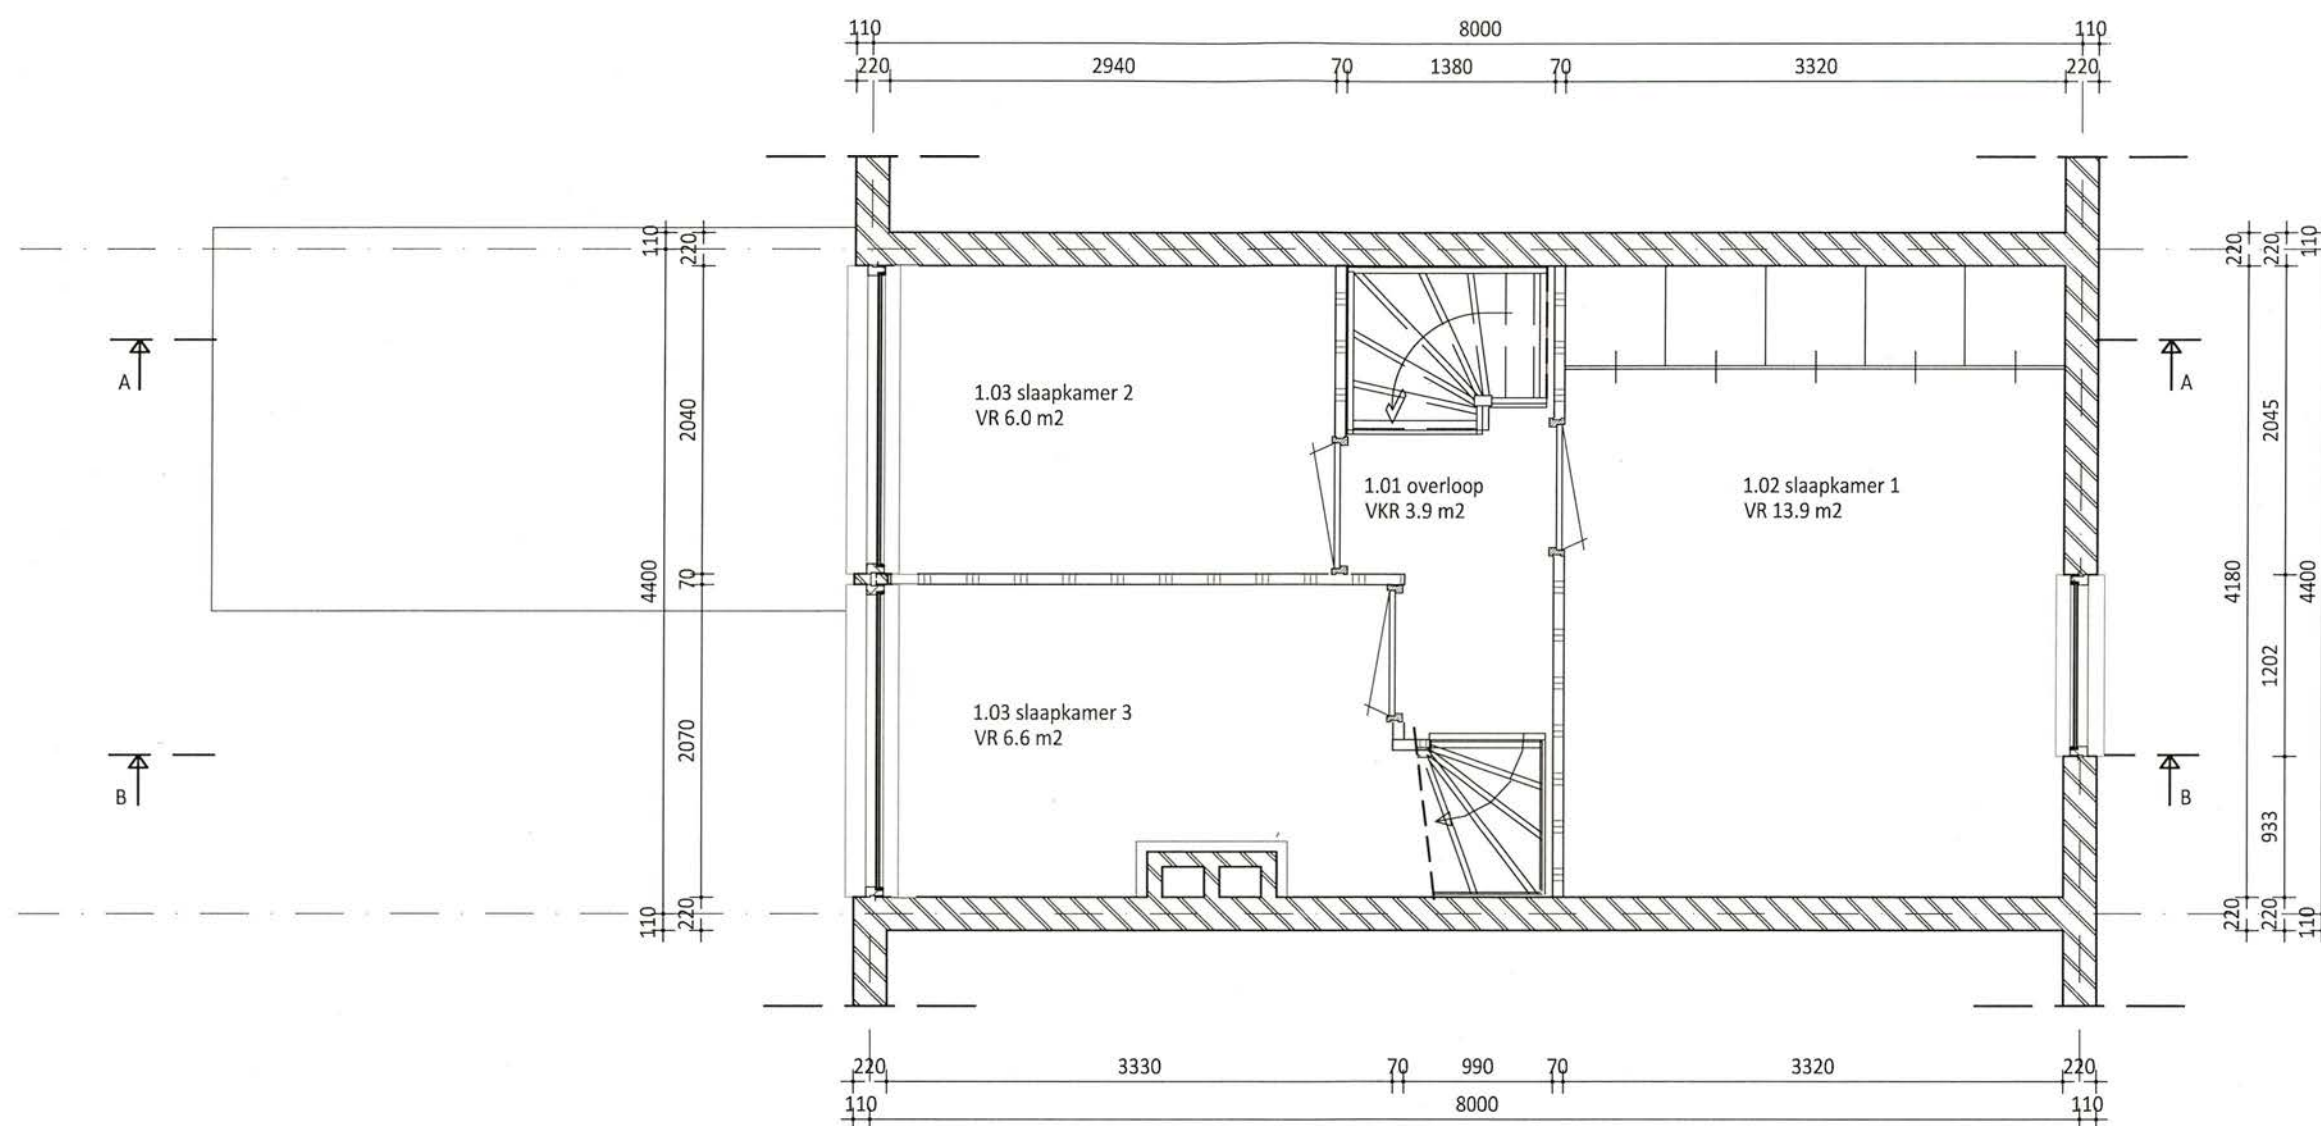 110 8000 110
220 2940 70 1380 70 3320 220
110 220
220 220 110
A
A
1.03 slaapkamer 2
VR 6.0 m2
2040
2045
1.01 overloop
VKR 3.9 m2
1.02 slaapkamer 1
VR 13.9 m2
4400 70
4180 4400
1202
1.03 slaapkamer 3
VR 6.6 m2
2070
B
B
933
110 220
220 220 110
220 3330 70 990 70 3320 220
110 8000 110